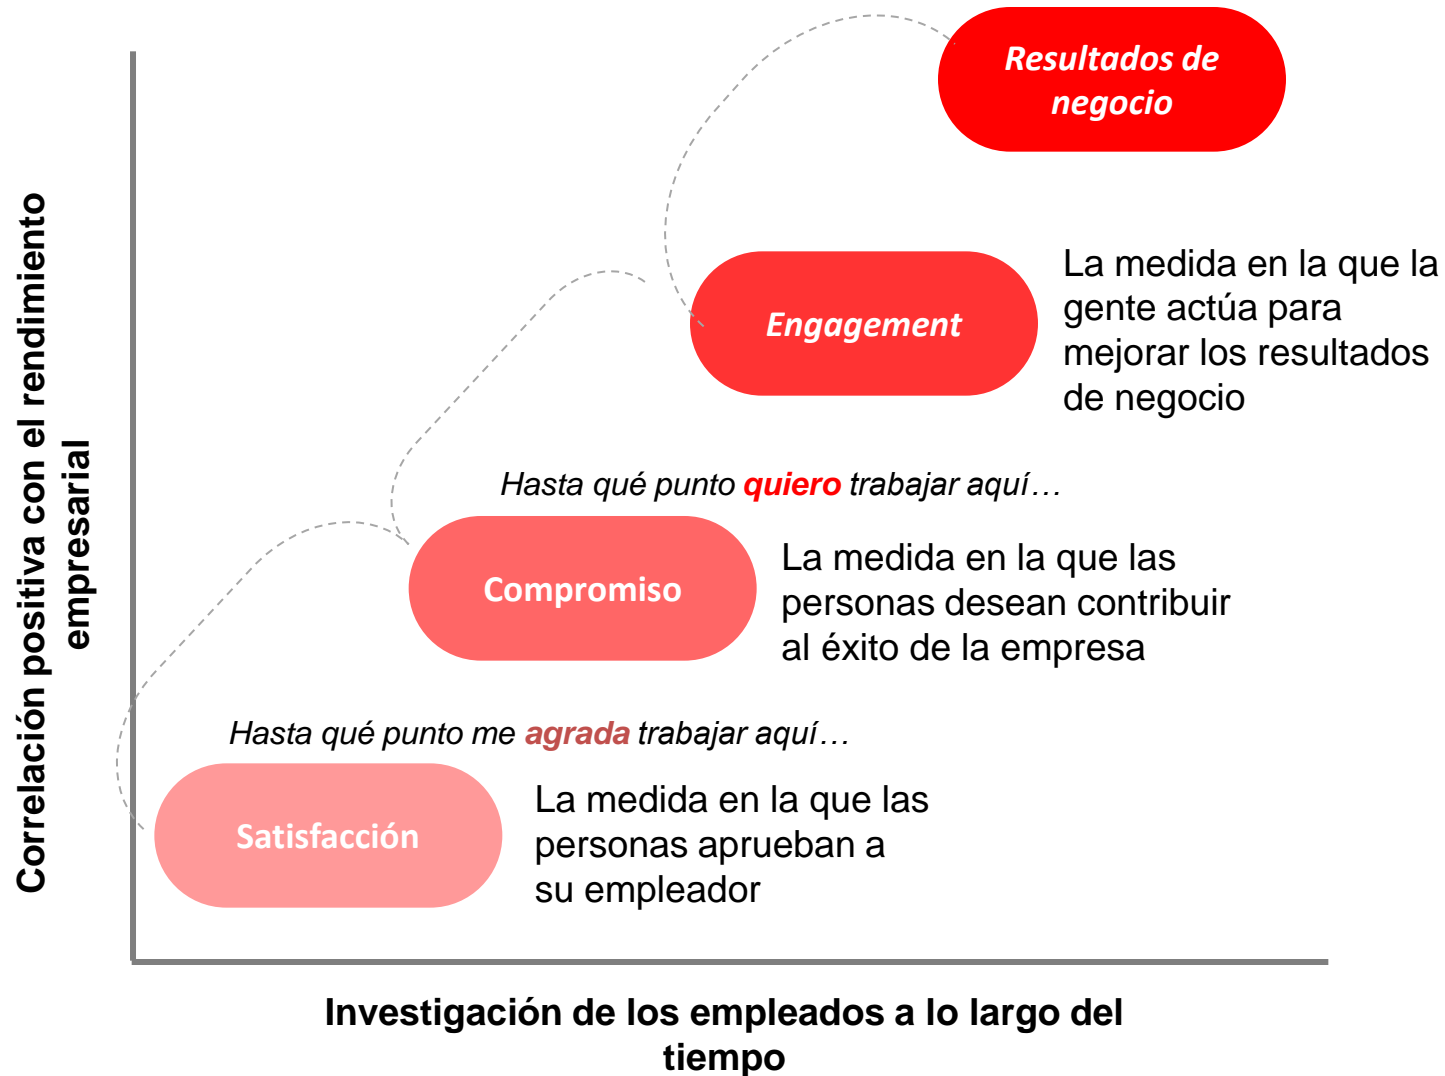 Resultados de
negocio
Correlación positiva con el rendimiento
empresarial
Engagement
La medida en la que la
gente actúa para
mejorar los resultados
de negocio
Hasta qué punto quiero trabajar aquí…
Compromiso
La medida en la que las
personas desean contribuir
al éxito de la empresa
Hasta qué punto me agrada trabajar aquí…
Satisfacción
La medida en la que las
personas aprueban a
su empleador
Investigación de los empleados a lo largo del
tiempo